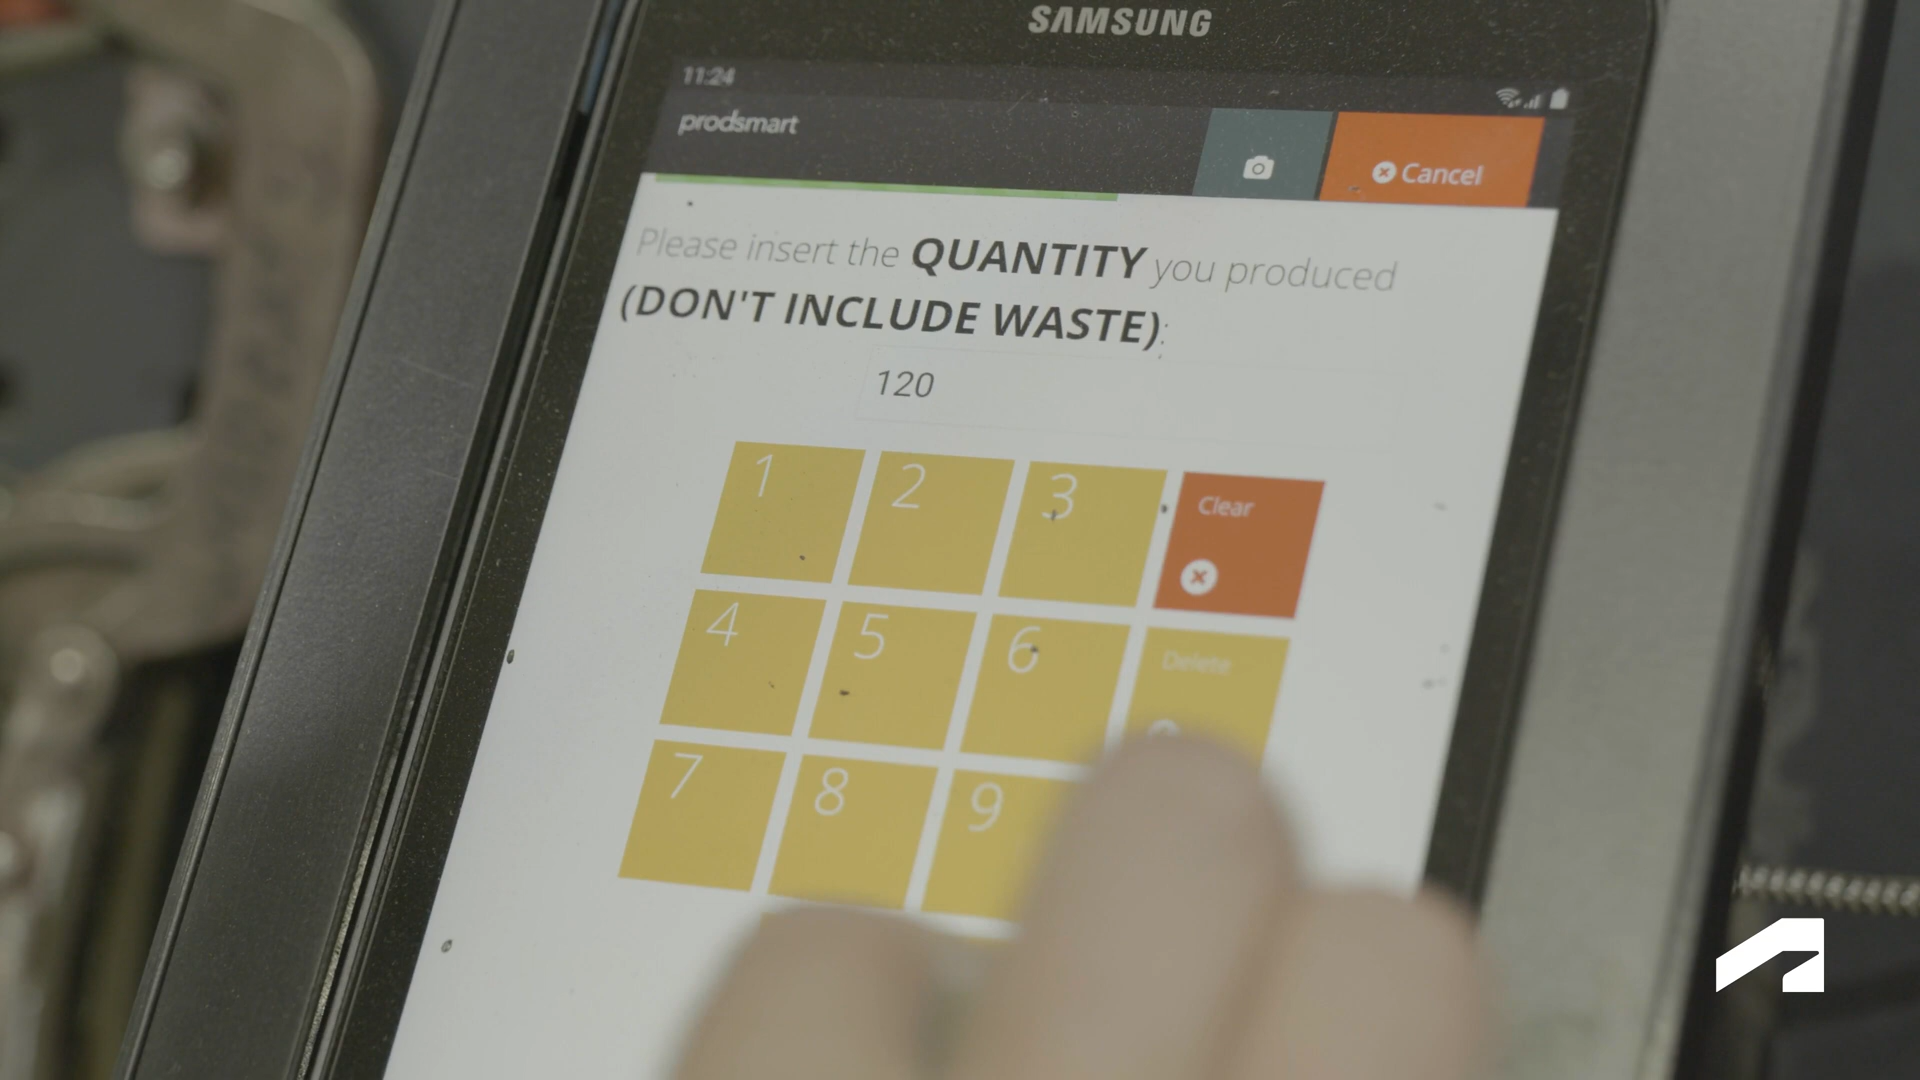 SAMSUNG
11:24
prodsmart
Cancel
Please insert the QUANTITY you produced
(DON'T INCLUDE WASTE):
120
1 2 3 Clear
4 5 6 Delete
7 8 9